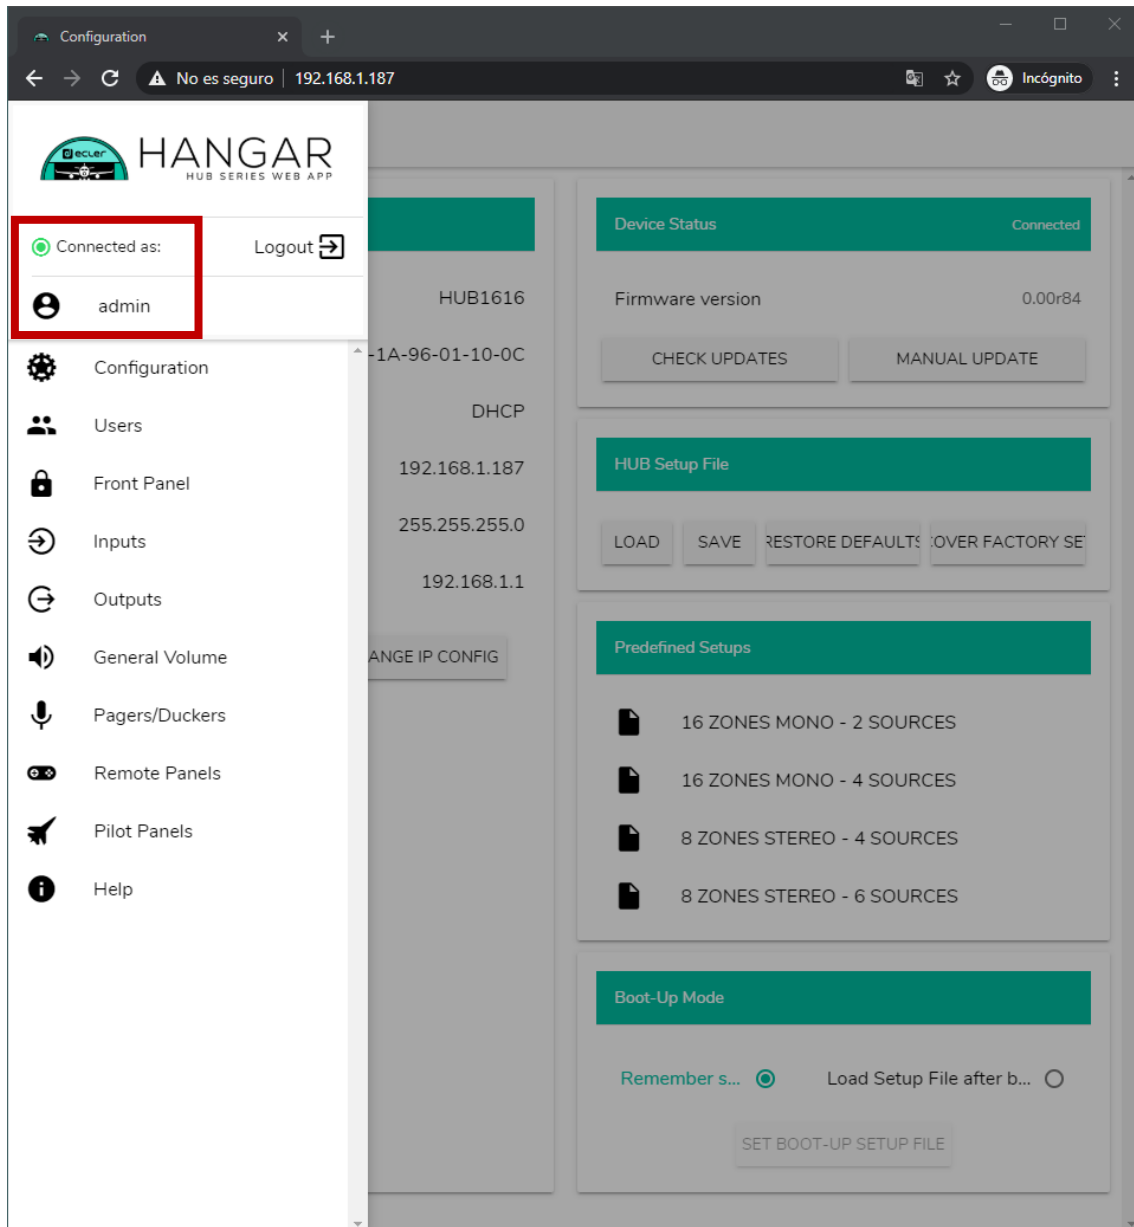 Configuration
No es seguro | 192.168.1.187
Incógnito
ecler
HANGAR
HUB SERIES WEB APP
Connected as:
Logout
admin
Configuration
Users
Front Panel
Inputs
Outputs
General Volume
Pagers/Duckers
Remote Panels
Pilot Panels
Help
HUB1616
-1A-96-01-10-0C
DHCP
192.168.1.187
255.255.255.0
192.168.1.1
ANGE IP CONFIG
Device Status
Connected
Firmware version
0.00r84
CHECK UPDATES
MANUAL UPDATE
HUB Setup File
LOAD
SAVE
RESTORE DEFAULTS
OVER FACTORY SE
Predefined Setups
16 ZONES MONO - 2 SOURCES
16 ZONES MONO - 4 SOURCES
8 ZONES STEREO - 4 SOURCES
8 ZONES STEREO - 6 SOURCES
Boot-Up Mode
Remember s...
Load Setup File after b...
SET BOOT-UP SETUP FILE